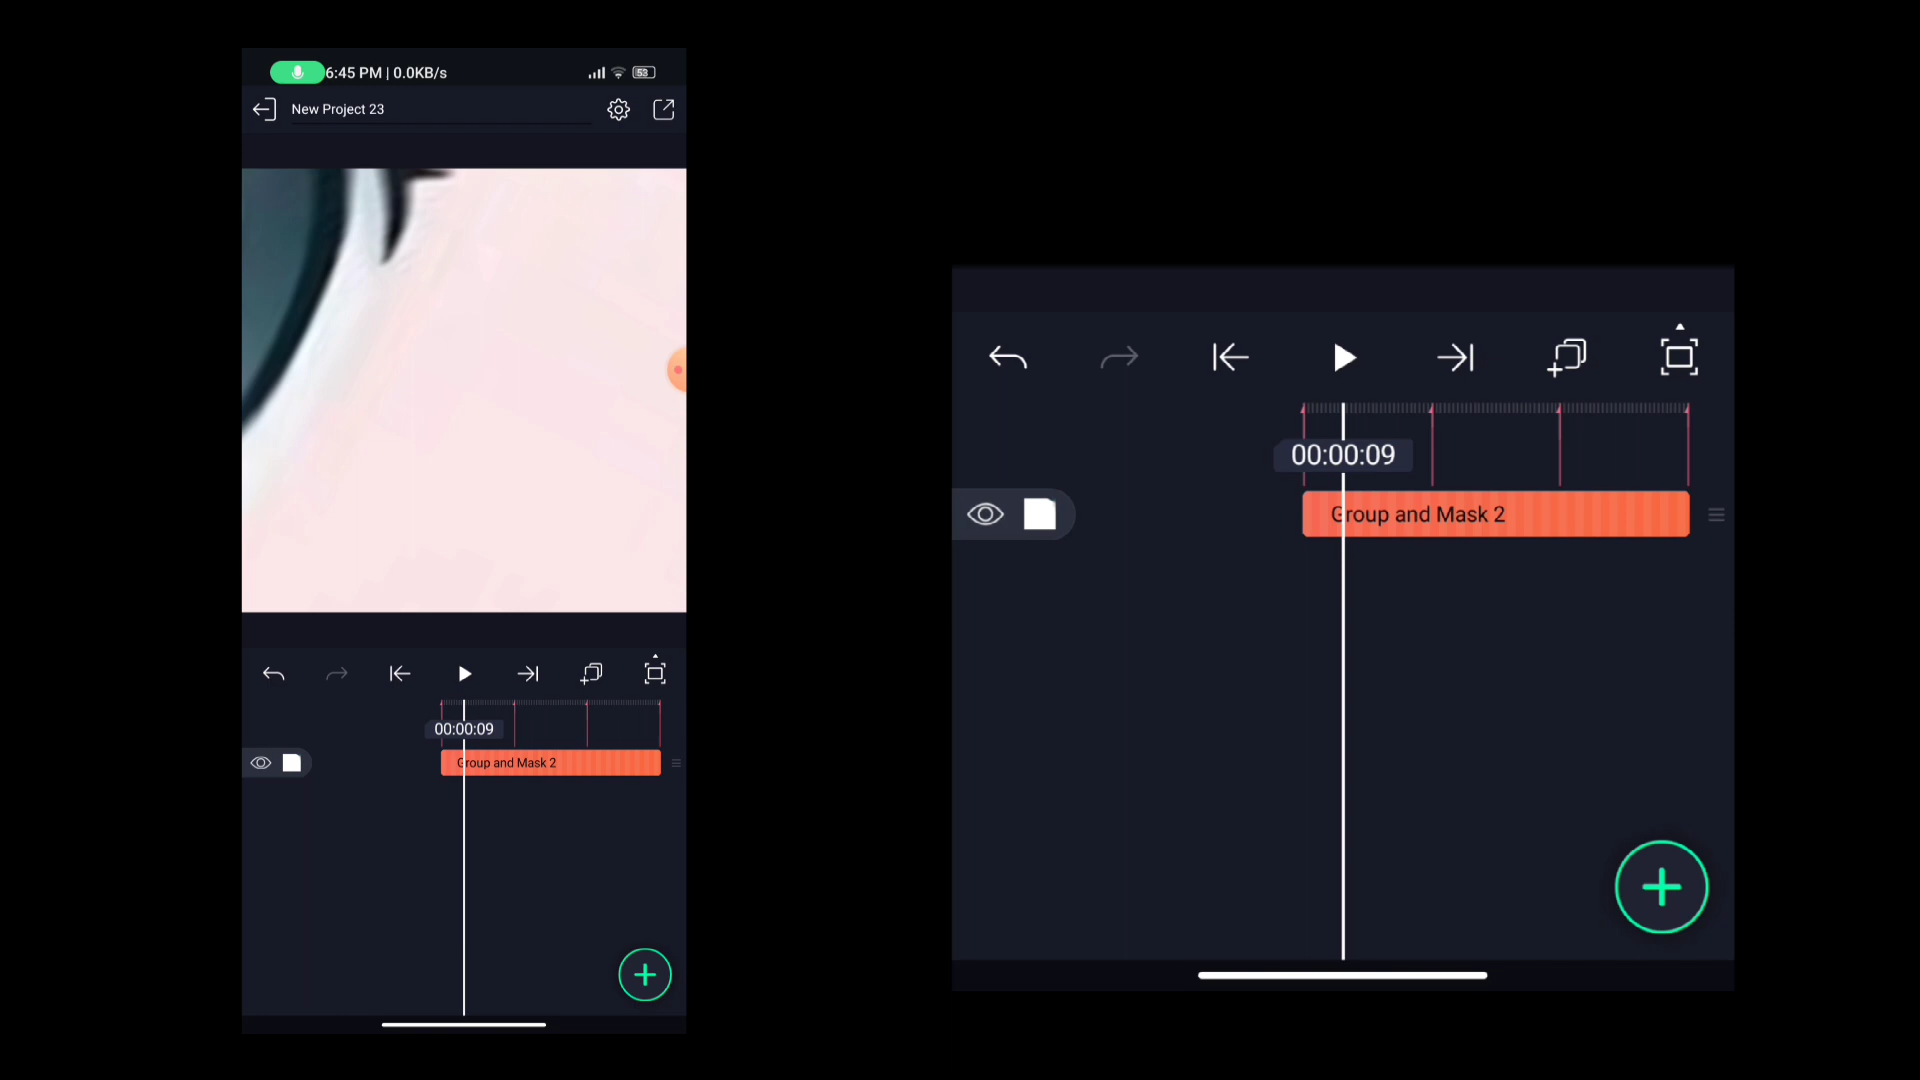 6:45 PM | 0.0KB/s
53
New Project 23
00:00:09
Group and Mask 2
00:00:09
Group and Mask 2